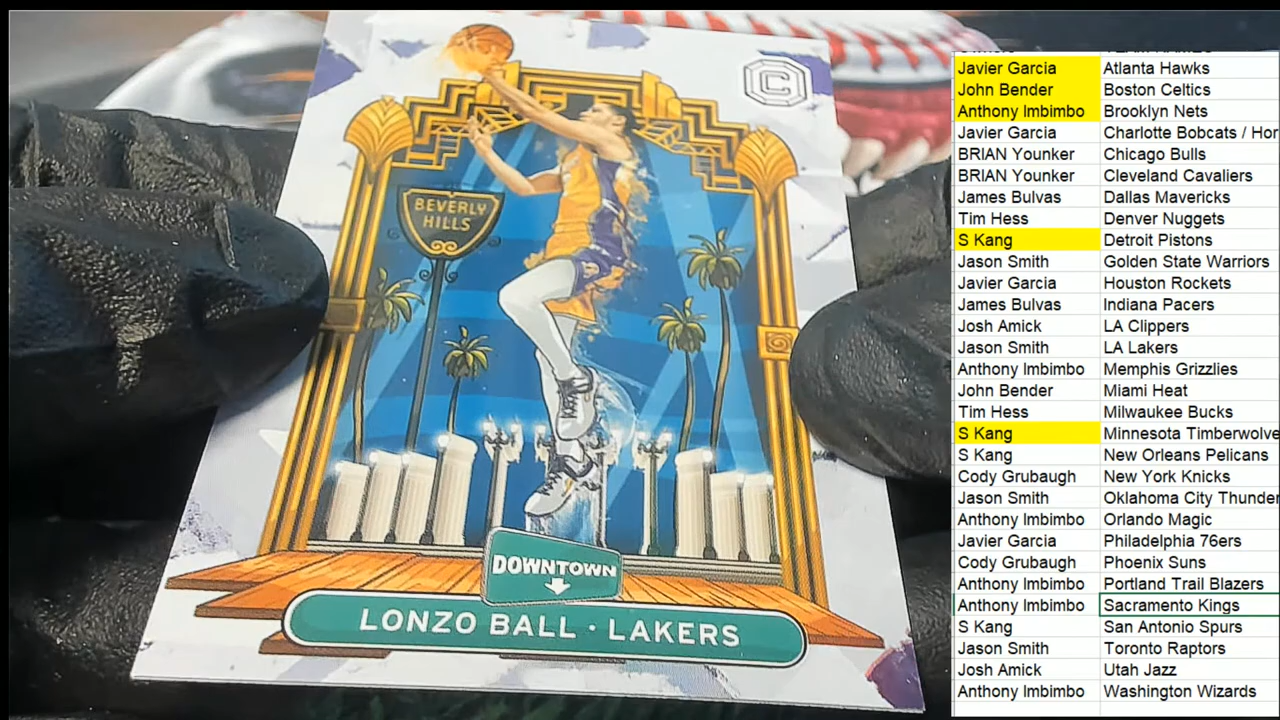 C
BEVERLY
HILLS
DOWNTOWN
LONZO BALL · LAKERS
Javier Garcia Atlanta Hawks
John Bender Boston Celtics
Anthony Imbimbo Brooklyn Nets
Javier Garcia Charlotte Bobcats / Hor
BRIAN Younker Chicago Bulls
BRIAN Younker Cleveland Cavaliers
James Bulvas Dallas Mavericks
Tim Hess Denver Nuggets
S Kang Detroit Pistons
Jason Smith Golden State Warriors
Javier Garcia Houston Rockets
James Bulvas Indiana Pacers
Josh Amick LA Clippers
Jason Smith LA Lakers
Anthony Imbimbo Memphis Grizzlies
John Bender Miami Heat
Tim Hess Milwaukee Bucks
S Kang Minnesota Timberwolve
S Kang New Orleans Pelicans
Cody Grubaugh New York Knicks
Jason Smith Oklahoma City Thunder
Anthony Imbimbo Orlando Magic
Javier Garcia Philadelphia 76ers
Cody Grubaugh Phoenix Suns
Anthony Imbimbo Portland Trail Blazers
Anthony Imbimbo Sacramento Kings
S Kang San Antonio Spurs
Jason Smith Toronto Raptors
Josh Amick Utah Jazz
Anthony Imbimbo Washington Wizards